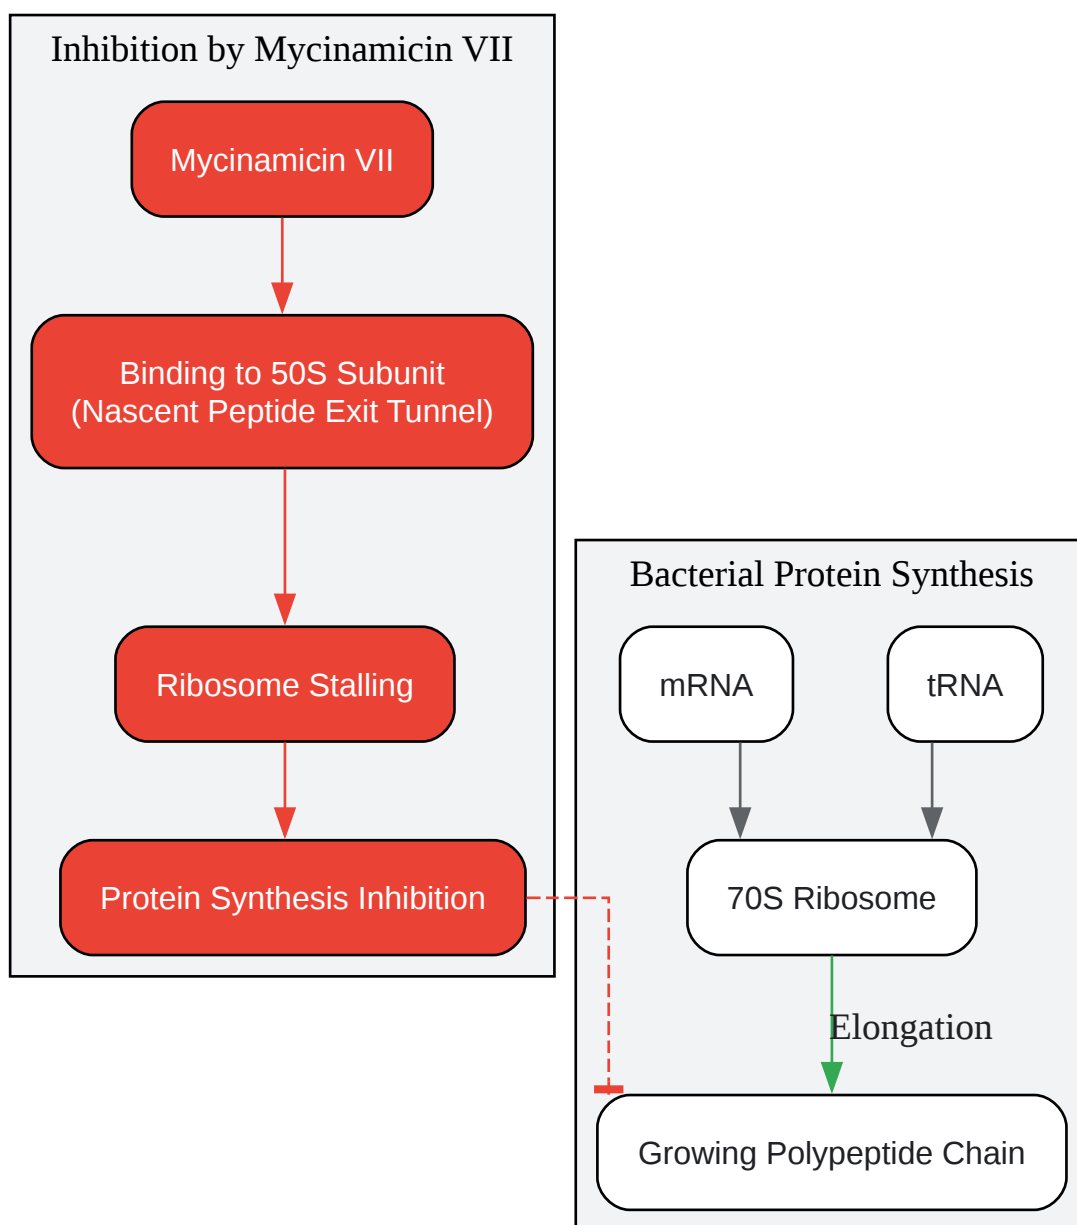 Inhibition by Mycinamicin VII
Mycinamicin VII
Binding to 50S Subunit
(Nascent Peptide Exit Tunnel)
Ribosome Stalling
Protein Synthesis Inhibition
Bacterial Protein Synthesis
mRNA
tRNA
70S Ribosome
Elongation
Growing Polypeptide Chain